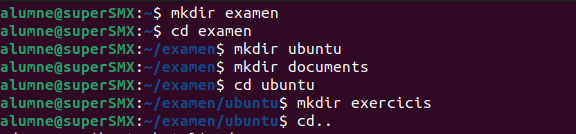 alumne@superSMX:~$ mkdir examen
alumne@superSMX:~$ cd examen
alumne@superSMX:~/examen$ mkdir ubuntu
alumne@superSMX:~/examen$ mkdir documents
alumne@superSMX:~/examen$ cd ubuntu
alumne@superSMX:~/examen/ubuntu$ mkdir exercicis
alumne@superSMX:~/examen/ubuntu$ cd..